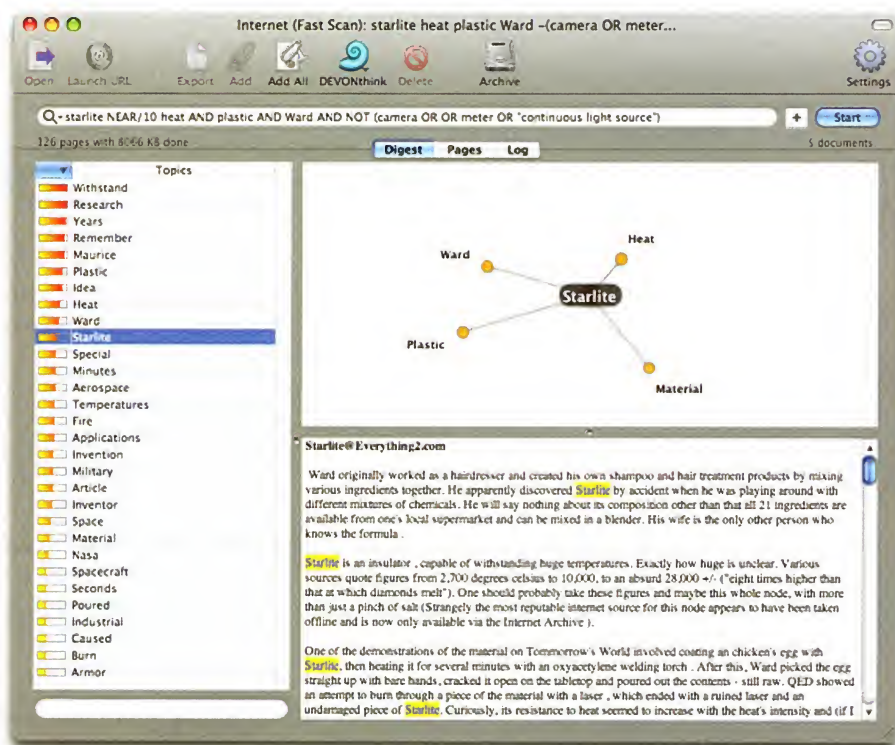 Internet (Fast Scan): starlite heat plastic Ward -(camera OR meter...
Open Launch URL Export Add Add All DEVONthink Delete Archive Settings
starlite NEAR/10 heat AND plastic AND Ward AND NOT (camera OR OR meter OR "continuous light source") + Start
126 pages with 8066 KB done
5 documents
Digest Pages Log
Topics
Withstand
Research
Years
Remember
Maurice
Plastic
Idea
Heat
Ward
Starlite
Special
Minutes
Aerospace
Temperatures
Fire
Applications
Invention
Military
Article
Inventor
Space
Material
Nasa
Spacecraft
Seconds
Poured
Industrial
Caused
Burn
Armor
Heat
Ward
Starlite
Plastic
Material
Starlite@Everything2.com
Ward originally worked as a hairdresser and created his own shampoo and hair treatment products by mixing
various ingredients together. He apparently discovered Starlite by accident when he was playing around with
different mixtures of chemicals. He will say nothing about its composition other than that all 21 ingredients are
available from one's local supermarket and can be mixed in a blender. His wife is the only other person who
knows the formula .
Starlite is an insulator , capable of withstanding huge temperatures. Exactly how huge is unclear. Various
sources quote figures from 2,700 degrees celsius to 10,000, to an absurd 28,000 +/- ("eight times higher than
that at which diamonds melt"). One should probably take these figures and maybe this whole node, with more
than just a pinch of salt (Strangely the most reputable internet source for this node appears to have been taken
offline and is now only available via the Internet Archive ).
One of the demonstrations of the material on Tommorrow's World involved coating an chicken's egg with
Starlite, then heating it for several minutes with an oxyacetylene welding torch . After this, Ward picked the egg
straight up with bare hands, cracked it open on the tabletop and poured out the contents - still raw. QED showed
an attempt to burn through a piece of the material with a laser , which ended with a ruined laser and an
undamaged piece of Starlite. Curiously, its resistance to heat seemed to increase with the heat's intensity and (if I